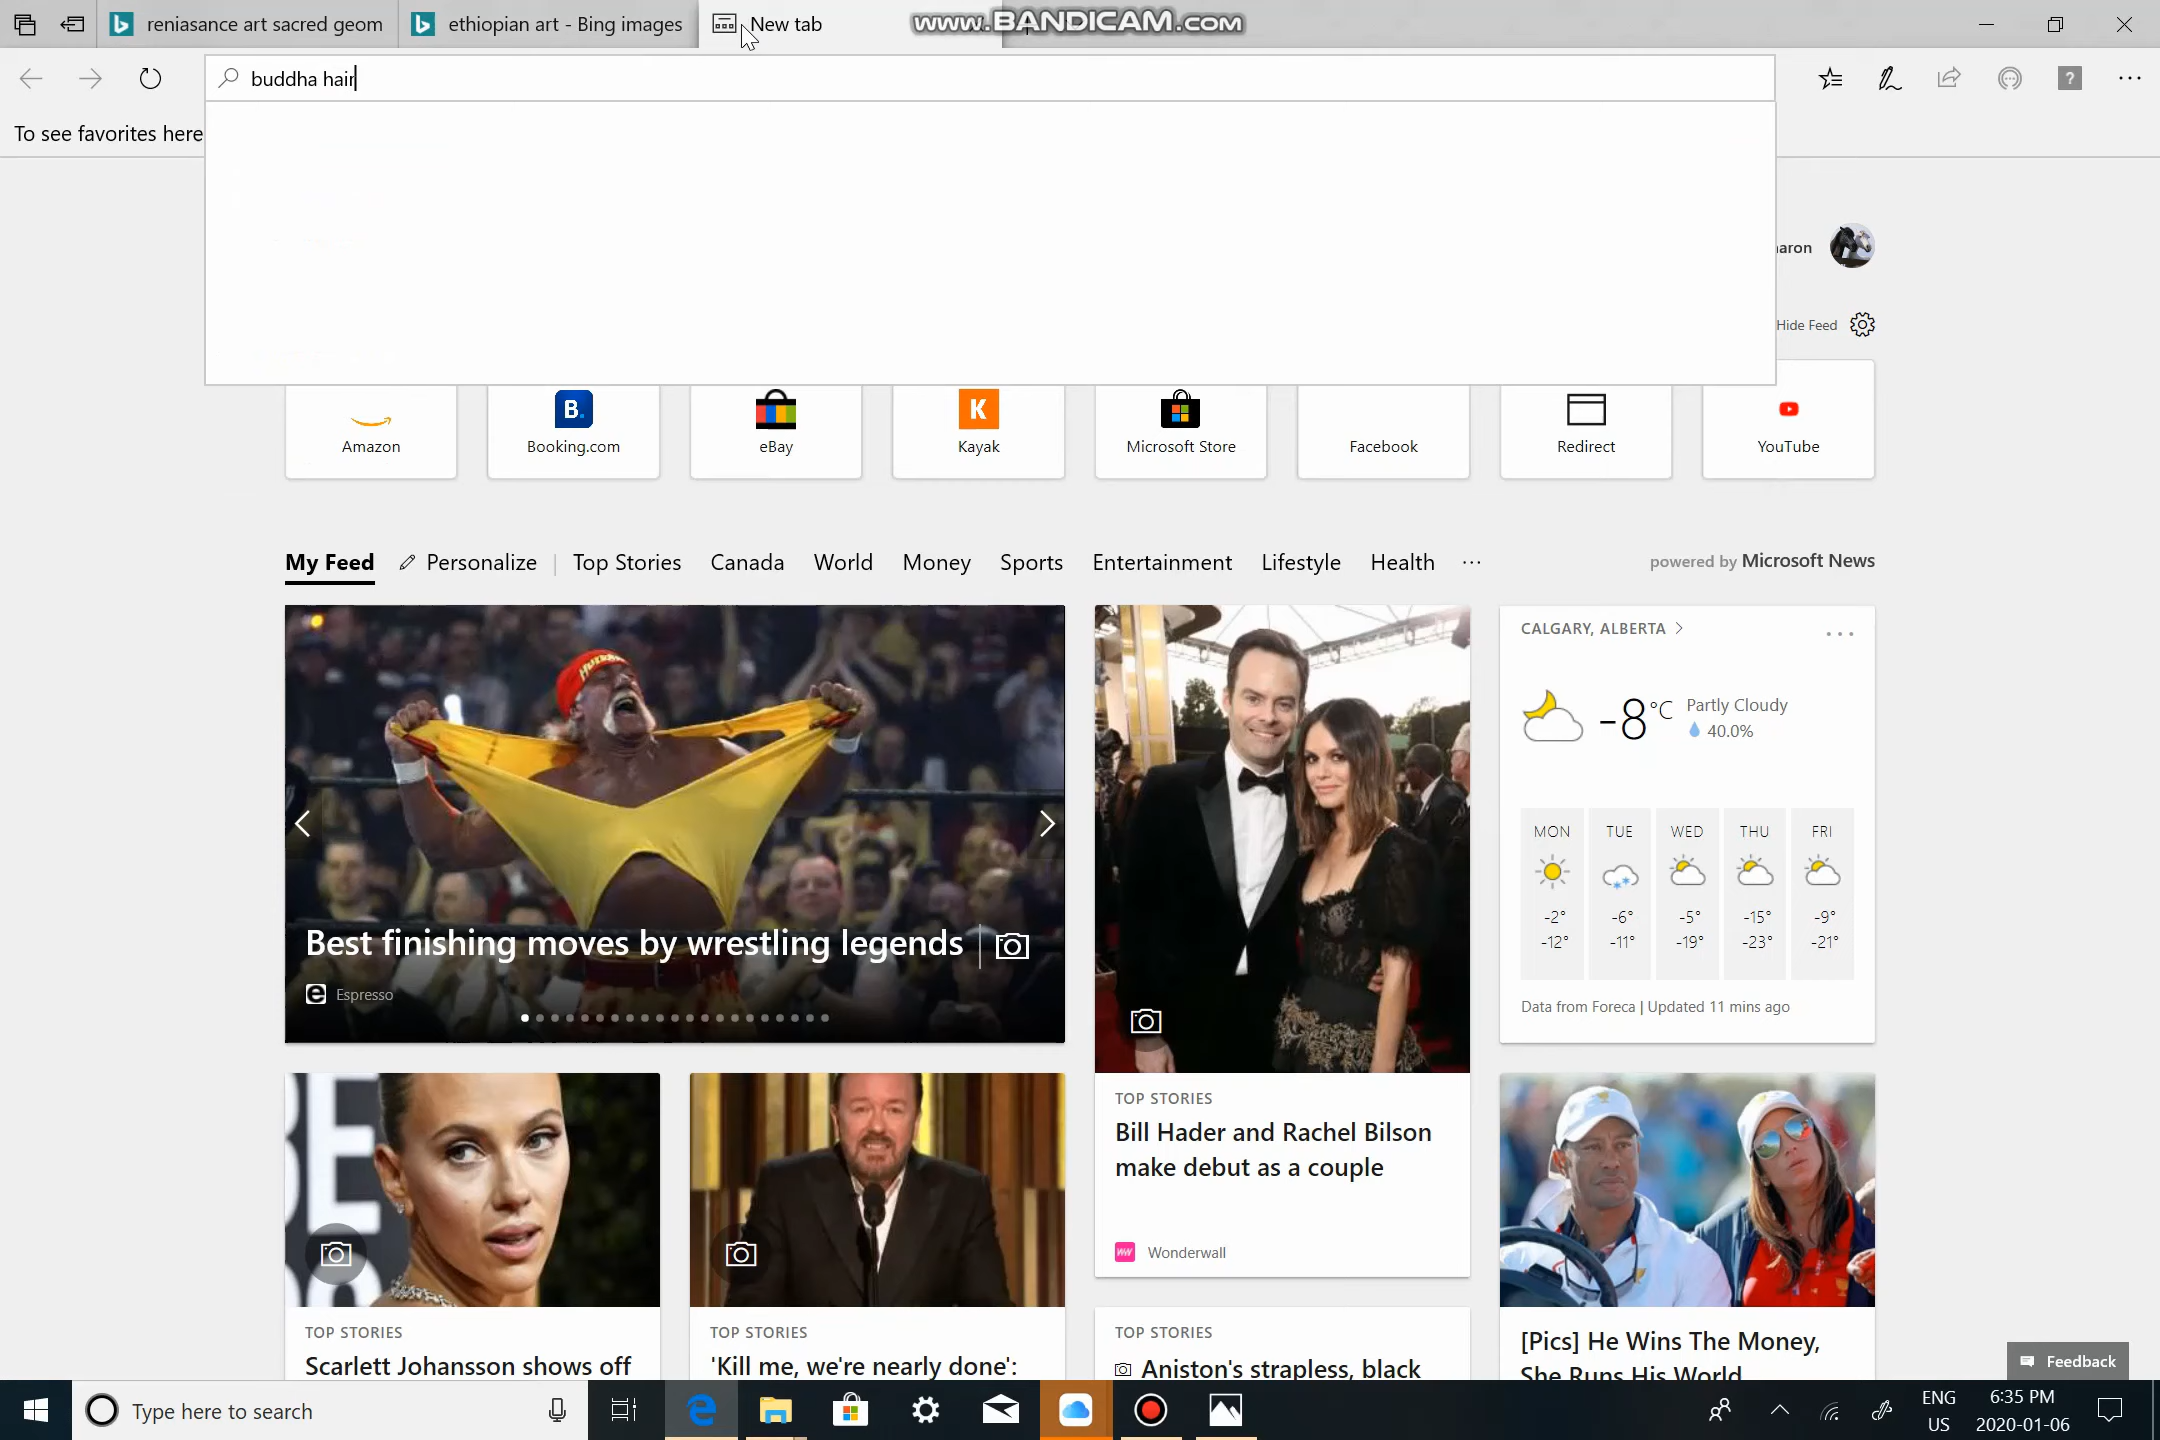 reniasance art sacred geom
ethiopian art - Bing images
New tab
www.BANDICAM.com
buddha hair
To see favorites here
aron
Hide Feed
Amazon
Booking.com
eBay
Kayak
Microsoft Store
Facebook
Redirect
YouTube
My Feed
Personalize
Top Stories
Canada
World
Money
Sports
Entertainment
Lifestyle
Health
powered by Microsoft News
Best finishing moves by wrestling legends
Espresso
CALGARY, ALBERTA
-8°C
Partly Cloudy
40.0%
MON TUE WED THU FRI
-2° -6° -5° -15° -9°
-12° -11° -19° -23° -21°
Data from Foreca | Updated 11 mins ago
TOP STORIES
Bill Hader and Rachel Bilson
make debut as a couple
Wonderwall
TOP STORIES
Scarlett Johansson shows off
TOP STORIES
'Kill me, we're nearly done':
TOP STORIES
Aniston's strapless, black
[Pics] He Wins The Money,
She Runs His World
Feedback
Type here to search
ENG
US
6:35 PM
2020-01-06